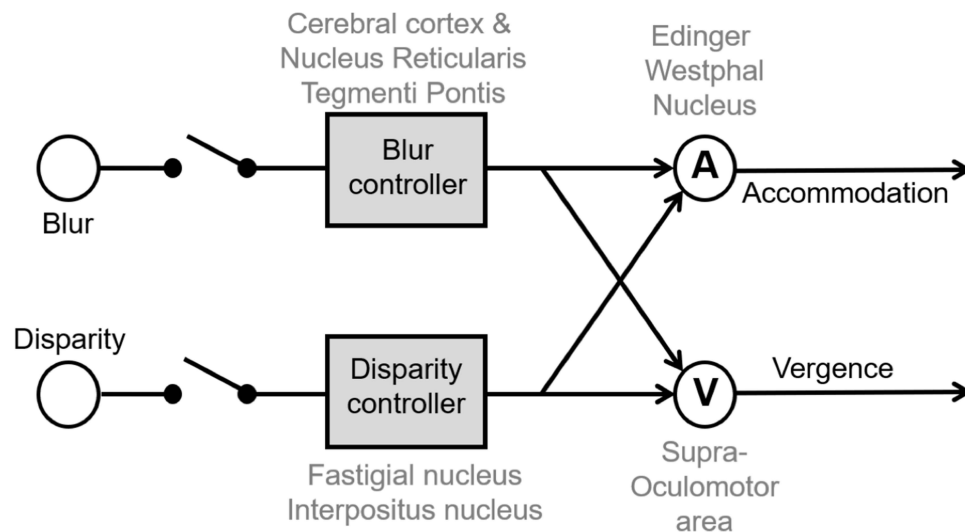 Cerebral cortex &
Nucleus Reticularis
Tegmenti Pontis
Edinger
Westphal
Nucleus
Blur
Blur
controller
A
Accommodation
Disparity
Disparity
controller
V
Vergence
Fastigial nucleus
Interpositus nucleus
Supra-
Oculomotor
area